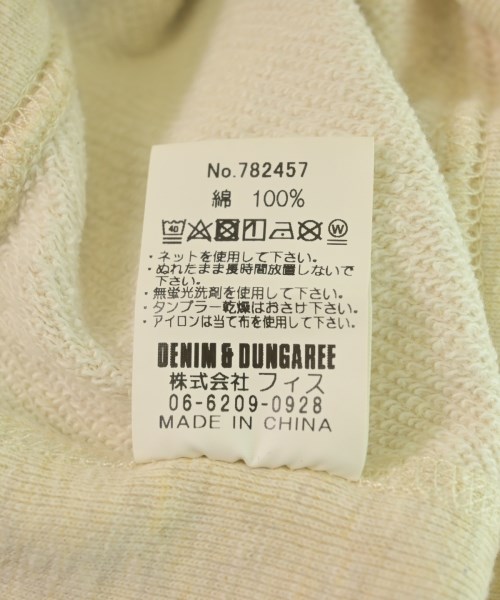 No.782457
綿 100%
40 W
・ネットを使用して下さい。
・ぬれたまま長時間放置しないで
下さい。
・無蛍光洗剤を使用して下さい。
・タンブラー乾燥はおさけ下さい。
・アイロンは当て布を使用して下さい。
DENIM & DUNGAREE
株式会社 フィス
06-6209-0928
MADE IN CHINA